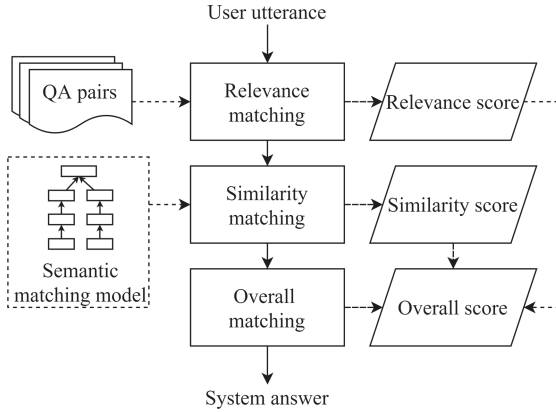 User utterance
QA pairs
Relevance
matching
Relevance score
Similarity
matching
Similarity score
Semantic
matching model
Overall
matching
Overall score
System answer